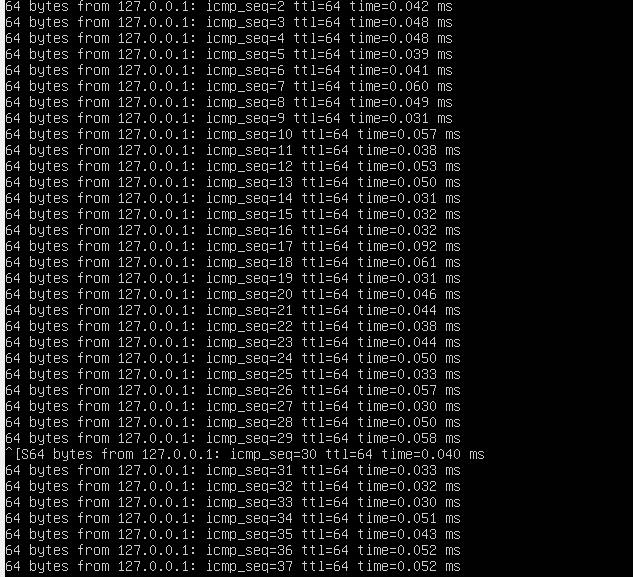 64 bytes from 127.0.0.1: icmp_seq=2 ttl=64 time=0.042 ms
64 bytes from 127.0.0.1: icmp_seq=3 ttl=64 time=0.048 ms
64 bytes from 127.0.0.1: icmp_seq=4 ttl=64 time=0.048 ms
64 bytes from 127.0.0.1: icmp_seq=5 ttl=64 time=0.039 ms
64 bytes from 127.0.0.1: icmp_seq=6 ttl=64 time=0.041 ms
64 bytes from 127.0.0.1: icmp_seq=7 ttl=64 time=0.060 ms
64 bytes from 127.0.0.1: icmp_seq=8 ttl=64 time=0.049 ms
64 bytes from 127.0.0.1: icmp_seq=9 ttl=64 time=0.031 ms
64 bytes from 127.0.0.1: icmp_seq=10 ttl=64 time=0.057 ms
64 bytes from 127.0.0.1: icmp_seq=11 ttl=64 time=0.038 ms
64 bytes from 127.0.0.1: icmp_seq=12 ttl=64 time=0.053 ms
64 bytes from 127.0.0.1: icmp_seq=13 ttl=64 time=0.050 ms
64 bytes from 127.0.0.1: icmp_seq=14 ttl=64 time=0.031 ms
64 bytes from 127.0.0.1: icmp_seq=15 ttl=64 time=0.032 ms
64 bytes from 127.0.0.1: icmp_seq=16 ttl=64 time=0.032 ms
64 bytes from 127.0.0.1: icmp_seq=17 ttl=64 time=0.092 ms
64 bytes from 127.0.0.1: icmp_seq=18 ttl=64 time=0.061 ms
64 bytes from 127.0.0.1: icmp_seq=19 ttl=64 time=0.031 ms
64 bytes from 127.0.0.1: icmp_seq=20 ttl=64 time=0.046 ms
64 bytes from 127.0.0.1: icmp_seq=21 ttl=64 time=0.044 ms
64 bytes from 127.0.0.1: icmp_seq=22 ttl=64 time=0.038 ms
64 bytes from 127.0.0.1: icmp_seq=23 ttl=64 time=0.044 ms
64 bytes from 127.0.0.1: icmp_seq=24 ttl=64 time=0.050 ms
64 bytes from 127.0.0.1: icmp_seq=25 ttl=64 time=0.033 ms
64 bytes from 127.0.0.1: icmp_seq=26 ttl=64 time=0.057 ms
64 bytes from 127.0.0.1: icmp_seq=27 ttl=64 time=0.030 ms
64 bytes from 127.0.0.1: icmp_seq=28 ttl=64 time=0.050 ms
64 bytes from 127.0.0.1: icmp_seq=29 ttl=64 time=0.058 ms
^[S64 bytes from 127.0.0.1: icmp_seq=30 ttl=64 time=0.040 ms
64 bytes from 127.0.0.1: icmp_seq=31 ttl=64 time=0.033 ms
64 bytes from 127.0.0.1: icmp_seq=32 ttl=64 time=0.032 ms
64 bytes from 127.0.0.1: icmp_seq=33 ttl=64 time=0.030 ms
64 bytes from 127.0.0.1: icmp_seq=34 ttl=64 time=0.051 ms
64 bytes from 127.0.0.1: icmp_seq=35 ttl=64 time=0.043 ms
64 bytes from 127.0.0.1: icmp_seq=36 ttl=64 time=0.052 ms
64 bytes from 127.0.0.1: icmp_seq=37 ttl=64 time=0.052 ms